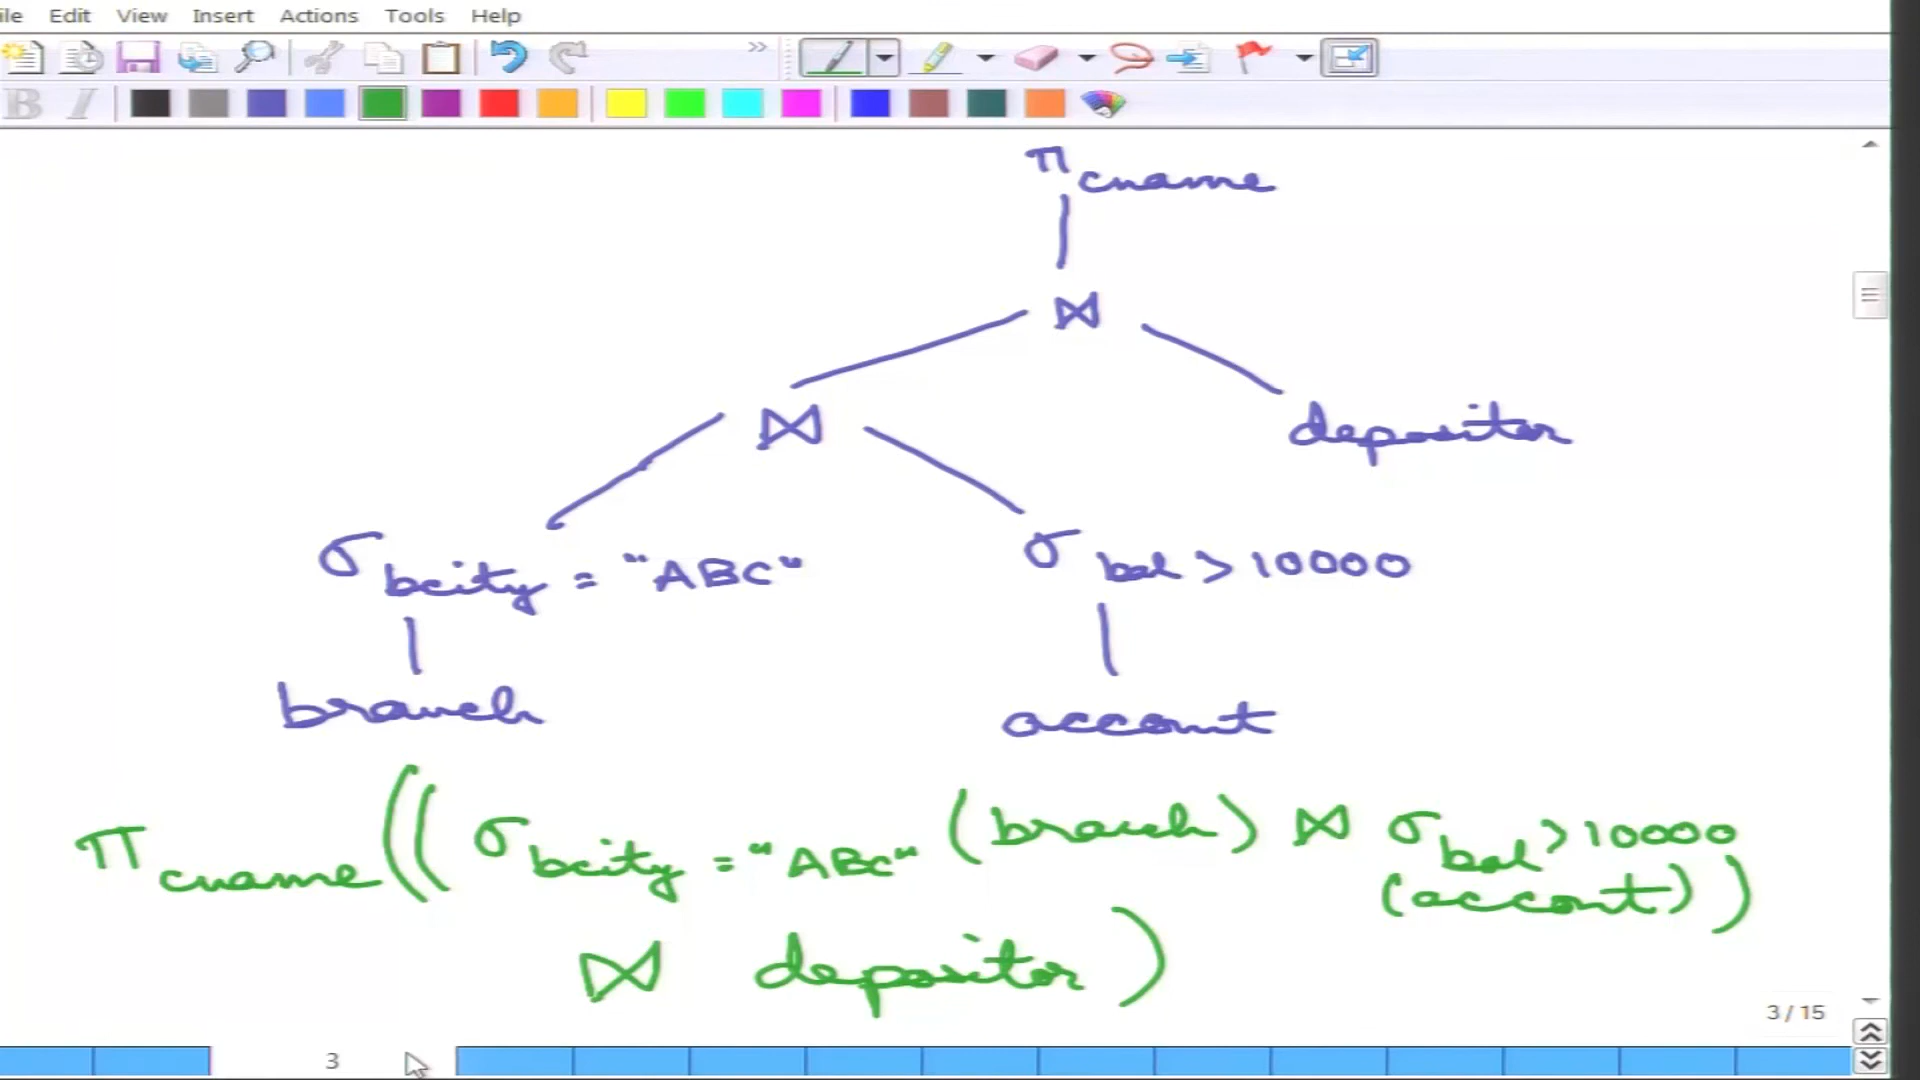 ile Edit View Insert Actions Tools Help
B I
π cname
⋈
⋈ depositor
σ bcity = "ABC" σ bal > 10000
branch account
π cname ((σ bcity = "ABC" (branch) ⋈ σ bal > 10000
(account))
⋈ depositor)
3 / 15
3